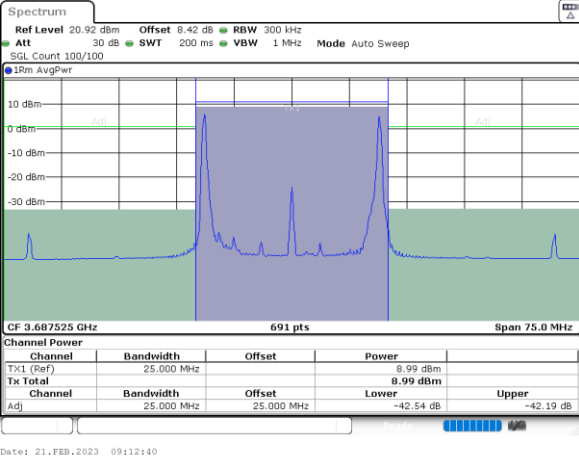 Spectrum
Ref Level 20.92 dBm Offset 8.42 dB RBW 300 kHz
Att 30 dB SWT 200 ms VBW 1 MHz Mode Auto Sweep
SGL Count 100/100
1Rm AvgPwr
10 dBm
Adj TX1 Adj
0 dBm
-10 dBm
-20 dBm
-30 dBm
CF 3.687525 GHz 691 pts Span 75.0 MHz
Channel Power
Channel Bandwidth Offset Power
TX1 (Ref) 25.000 MHz 8.99 dBm
Tx Total 8.99 dBm
Channel Bandwidth Offset Lower Upper
Adj 25.000 MHz 25.000 MHz -42.54 dB -42.19 dB
Date: 21.FEB.2023 09:12:40